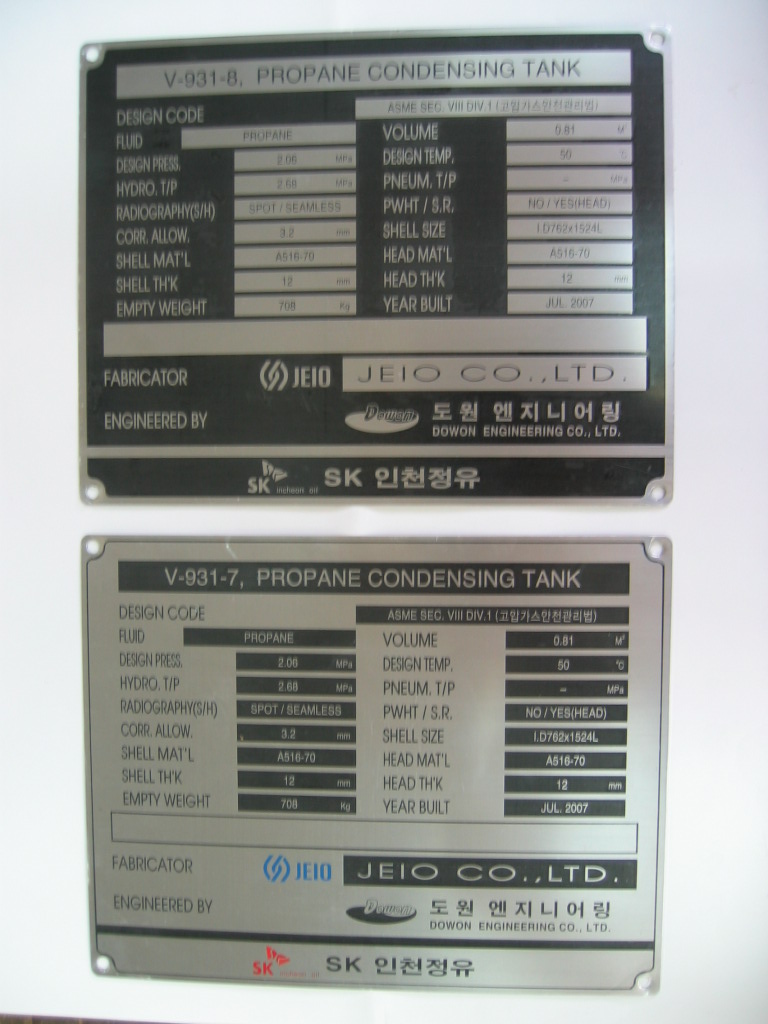 V-931-8, PROPANE CONDENSING TANK
DESIGN CODE ASME SEC. VIII DIV.1 (고압가스안전관리법)
FLUID PROPANE VOLUME 0.81 M³
DESIGN PRESS. 2.06 MPa DESIGN TEMP. 50 °C
HYDRO. T/P 2.68 MPa PNEUM. T/P – MPa
RADIOGRAPHY(S/H) SPOT / SEAMLESS PWHT / S.R. NO / YES(HEAD)
CORR. ALLOW. 3.2 mm SHELL SIZE I.D762x1524L
SHELL MAT'L A516-70 HEAD MAT'L A516-70
SHELL TH'K 12 mm HEAD TH'K 12 mm
EMPTY WEIGHT 708 Kg YEAR BUILT JUL. 2007
FABRICATOR JEIO JEIO CO.,LTD.
ENGINEERED BY Dowon 도원 엔지니어링
DOWON ENGINEERING CO., LTD.
SK incheon oil SK 인천정유
V-931-7, PROPANE CONDENSING TANK
DESIGN CODE ASME SEC. VIII DIV.1 (고압가스안전관리법)
FLUID PROPANE VOLUME 0.81 M³
DESIGN PRESS. 2.06 MPa DESIGN TEMP. 50 °C
HYDRO. T/P 2.68 MPa PNEUM. T/P – MPa
RADIOGRAPHY(S/H) SPOT / SEAMLESS PWHT / S.R. NO / YES(HEAD)
CORR. ALLOW. 3.2 mm SHELL SIZE I.D762x1524L
SHELL MAT'L A516-70 HEAD MAT'L A516-70
SHELL TH'K 12 mm HEAD TH'K 12 mm
EMPTY WEIGHT 708 Kg YEAR BUILT JUL. 2007
FABRICATOR JEIO JEIO CO.,LTD.
ENGINEERED BY Dowon 도원 엔지니어링
DOWON ENGINEERING CO., LTD.
SK incheon oil SK 인천정유